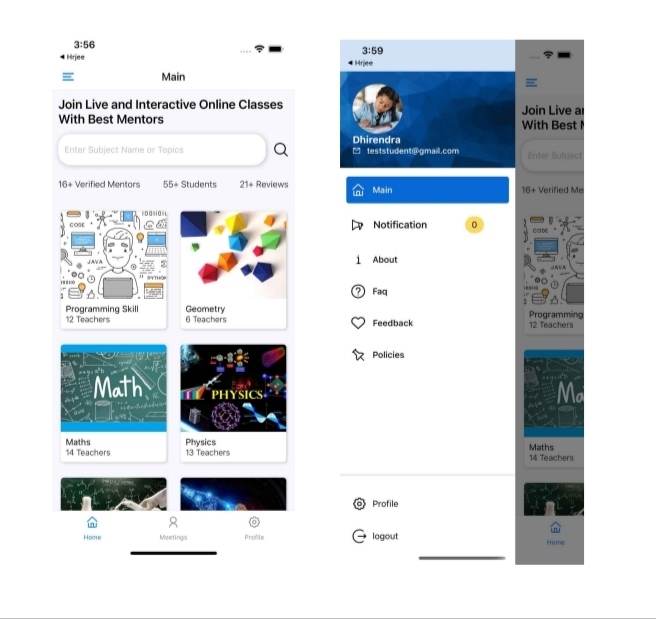 3:56
Hrjee
Main
Join Live and Interactive Online Classes
With Best Mentors
Enter Subject Name or Topics
16+ Verified Mentors 55+ Students 21+ Reviews
CODE
JAVA
PYTHON
Programming Skill
12 Teachers
Geometry
6 Teachers
Math
Maths
14 Teachers
PHYSICS
Physics
13 Teachers
Home Meetings Profile
3:59
Hrjee
Dhirendra
teststudent@gmail.com
Main
Notification 0
About
Faq
Feedback
Policies
Profile
logout
Join Live a
With Best
Enter Subject
16+ Verified Me
CODE
JAVA
Programming
12 Teachers
Ma
Maths
14 Teachers
Home